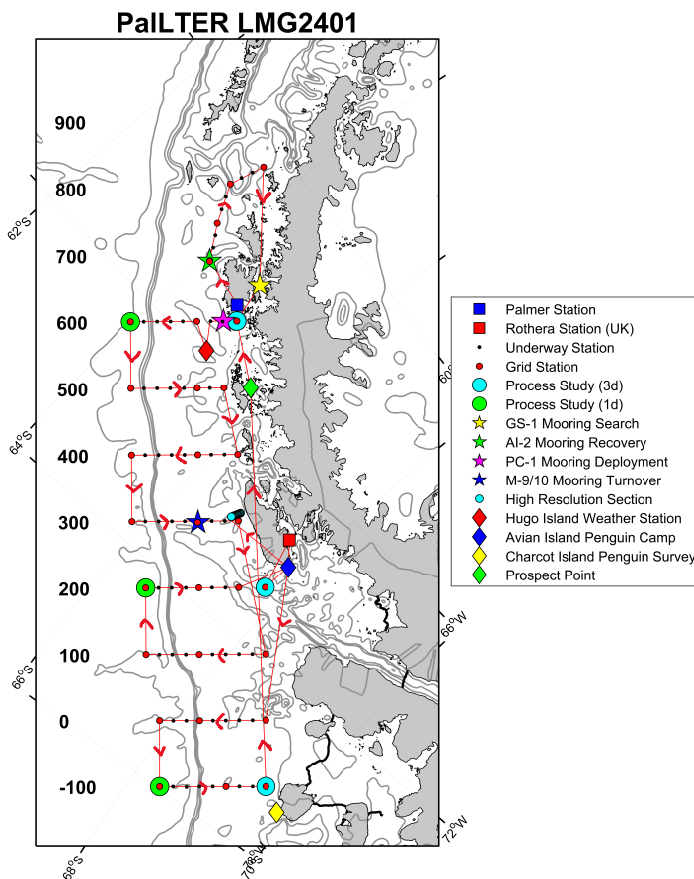 PalLTER LMG2401
900
800
700
600
500
400
300
200
100
0
-100
62°S
64°S
66°S
68°S
70°W
72°W
66°W
60°
Palmer Station
Rothera Station (UK)
Underway Station
Grid Station
Process Study (3d)
Process Study (1d)
GS-1 Mooring Search
AI-2 Mooring Recovery
PC-1 Mooring Deployment
M-9/10 Mooring Turnover
High Resolution Section
Hugo Island Weather Station
Avian Island Penguin Camp
Charcot Island Penguin Survey
Prospect Point